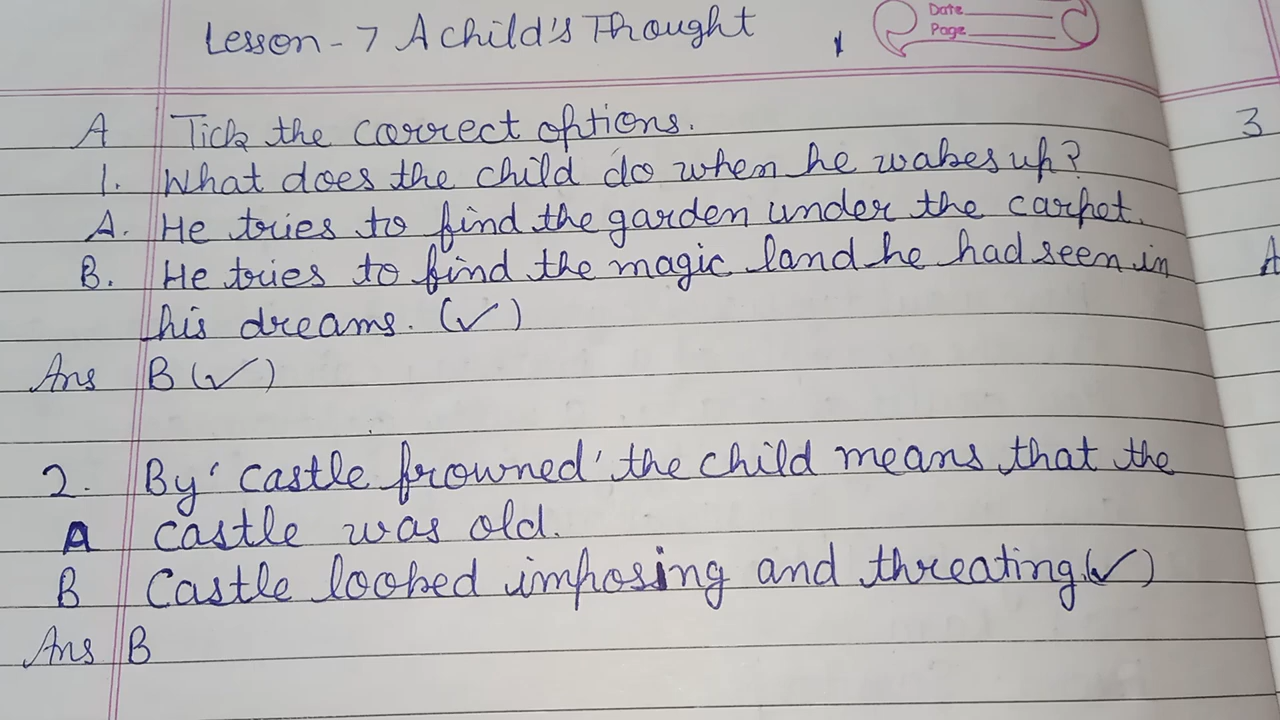 Lesson - 7 A child's Thought
Date
Page
A Tick the correct options.
1. What does the child do when he wakes up?
A. He tries to find the garden under the carpet.
B. He tries to find the magic land he had seen in
his dreams. (✓)
Ans B (✓)
2. By 'castle frowned' the child means that the
A castle was old.
B Castle looked imposing and threating. (✓)
Ans B
3
A